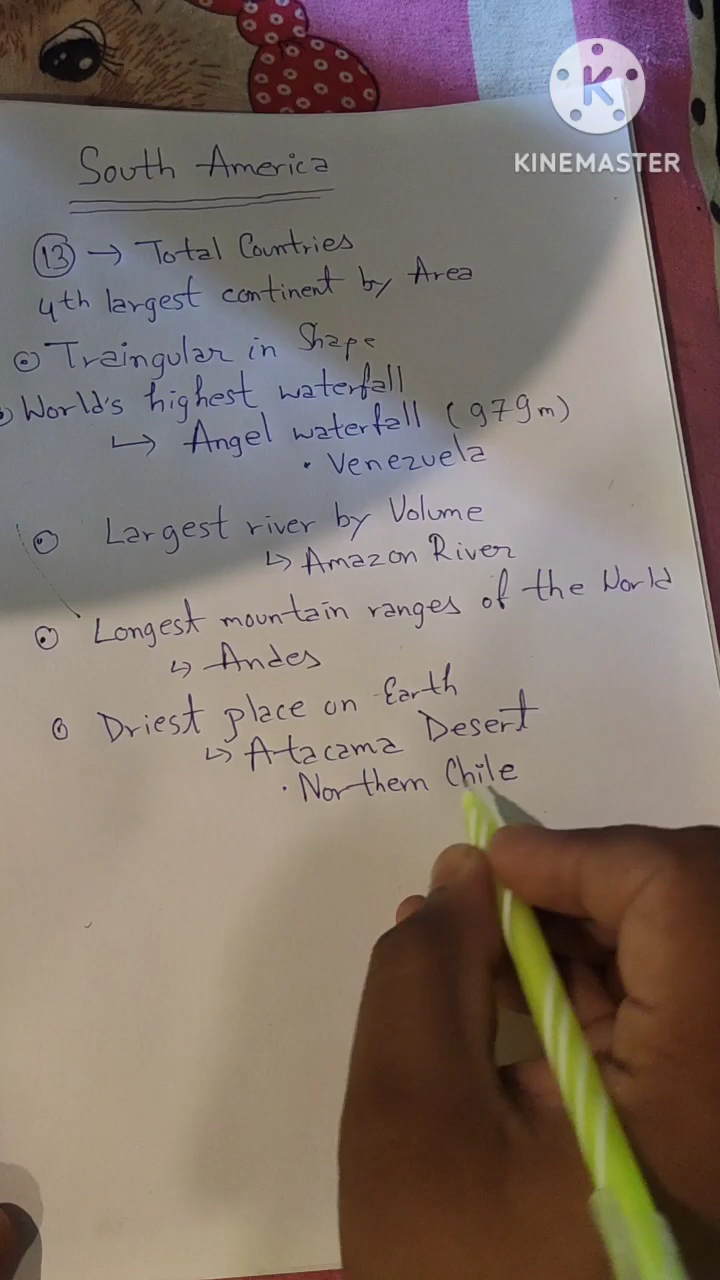 KINEMASTER
South America
13 → Total Countries
4th largest continent by Area
⊙ Traingular in Shape
World's highest waterfall
↳ Angel waterfall (979m)
• Venezuela
⊙ Largest river by Volume
↳ Amazon River
⊙ Longest mountain ranges of the World
↳ Andes
⊙ Driest place on Earth
↳ Atacama Desert
• Northern Chile